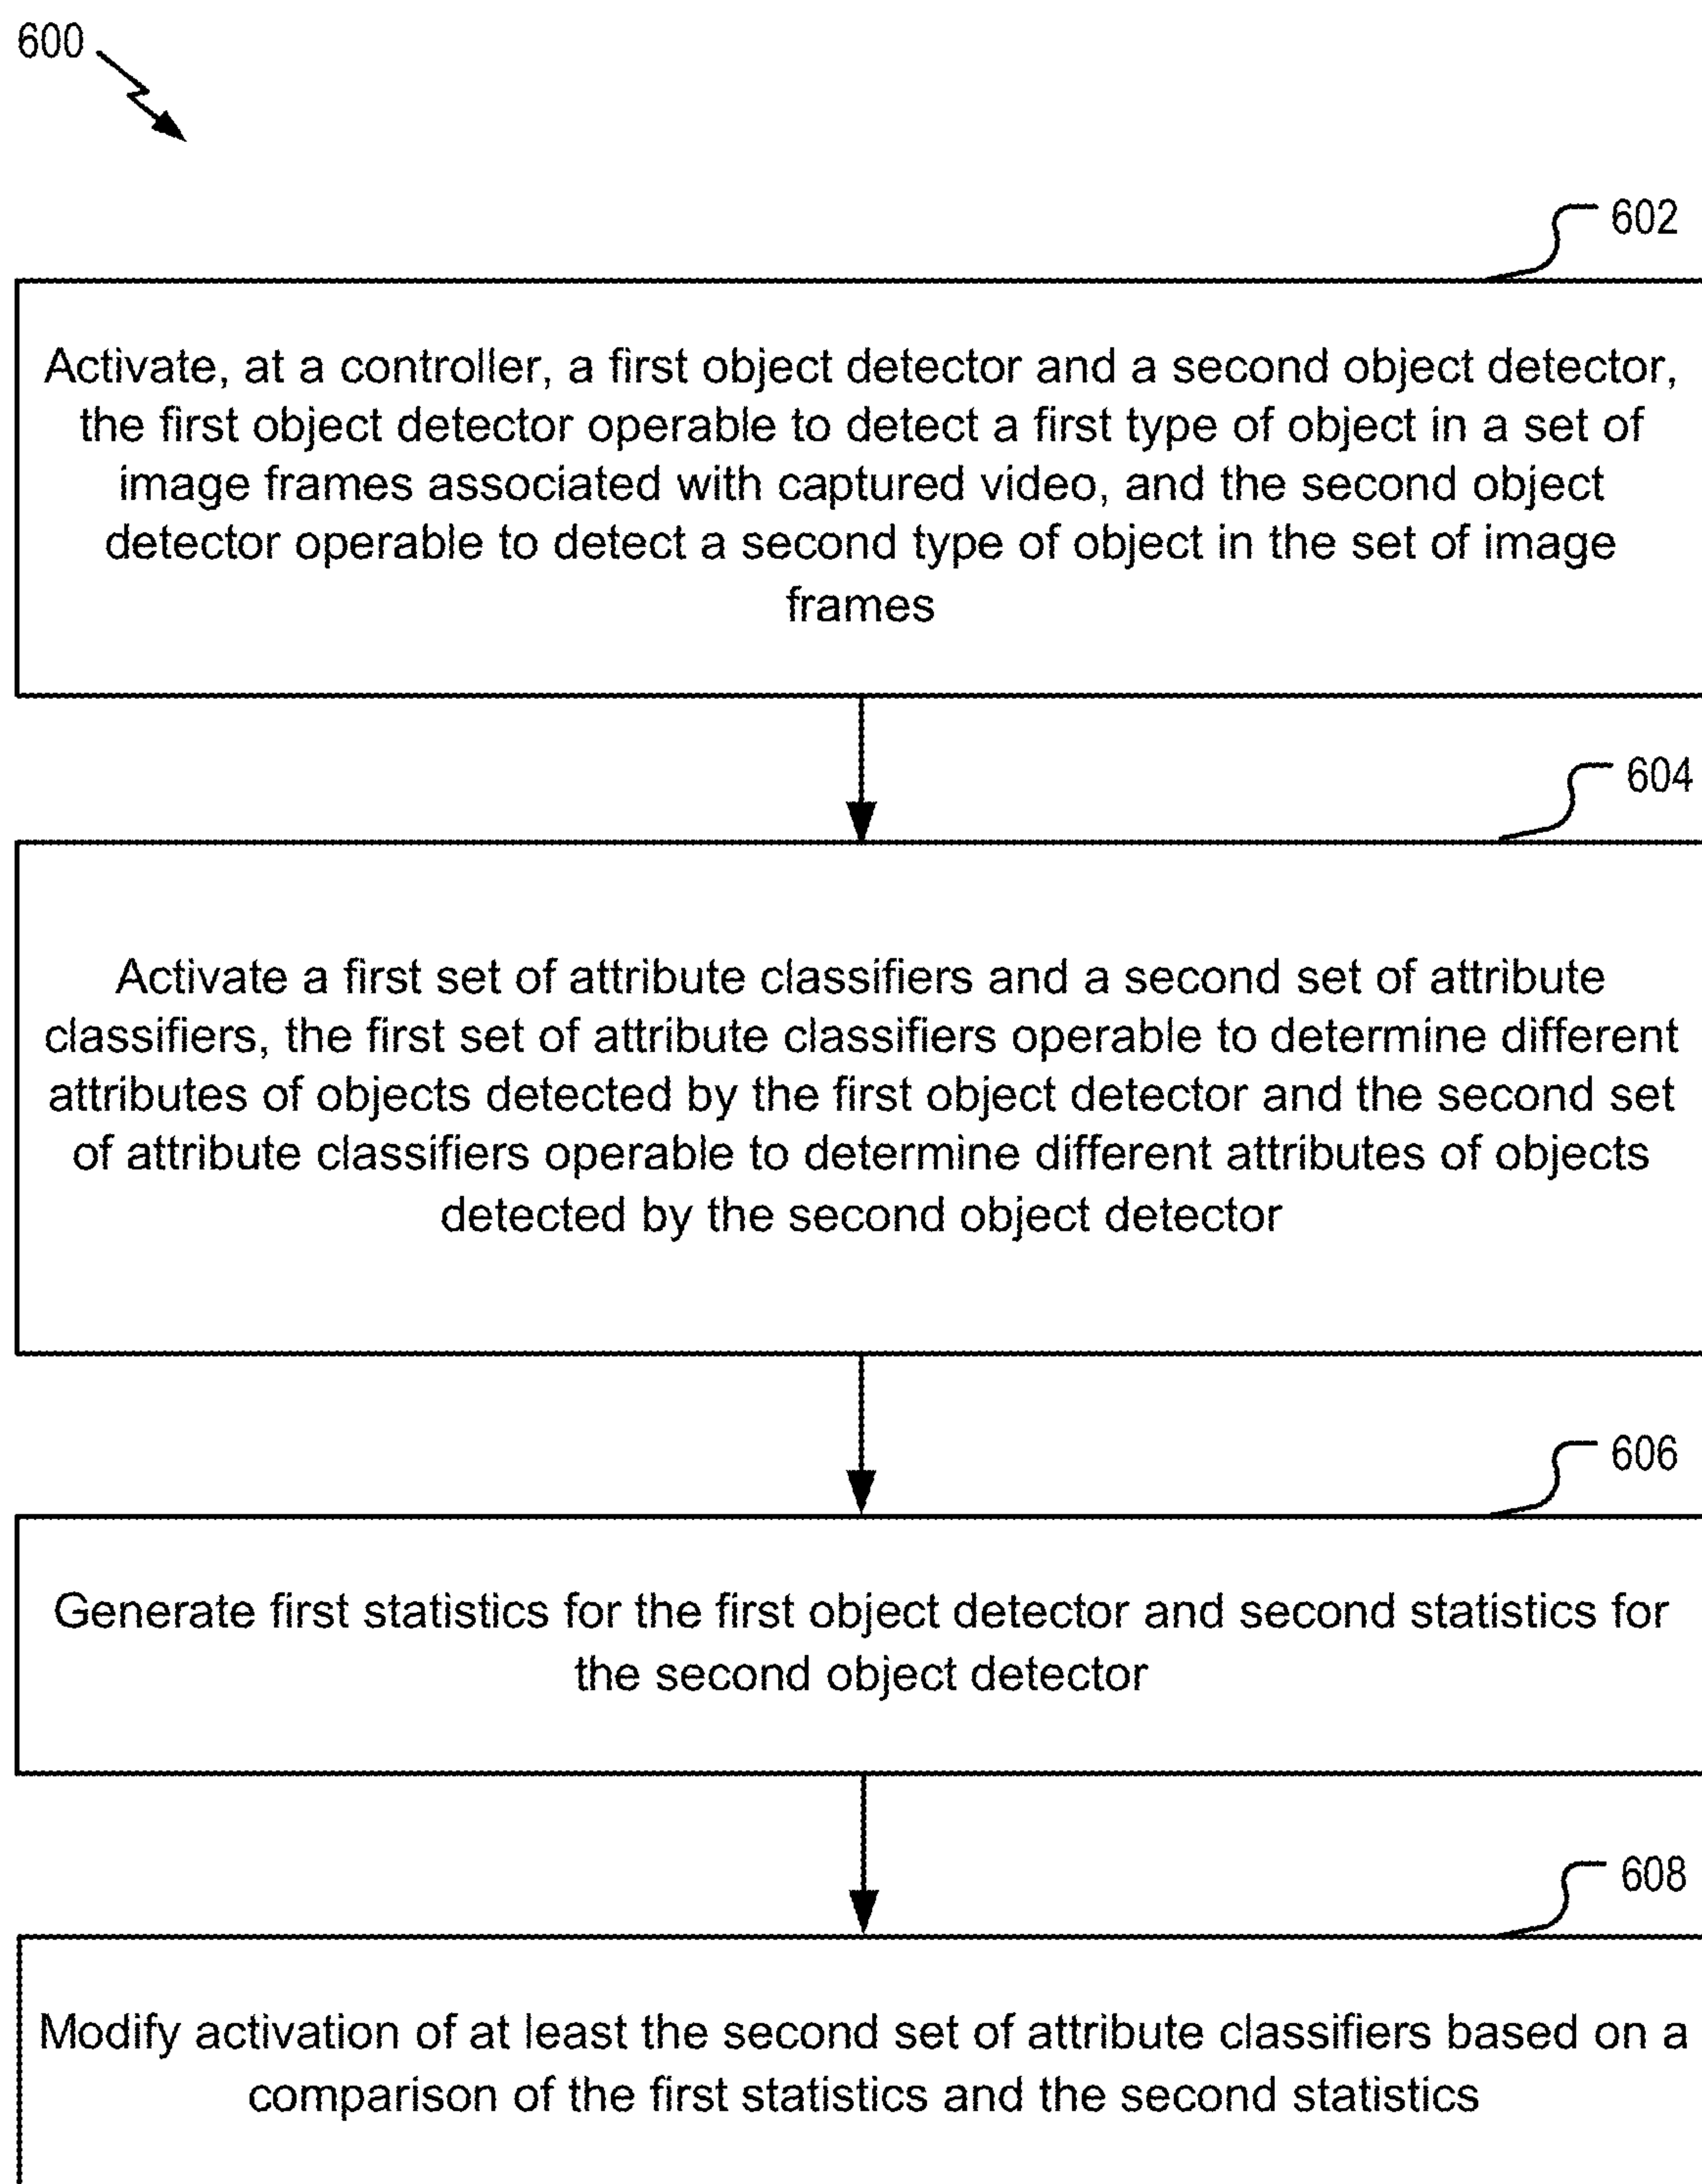 600
602
Activate, at a controller, a first object detector and a second object detector,
the first object detector operable to detect a first type of object in a set of
image frames associated with captured video, and the second object
detector operable to detect a second type of object in the set of image
frames
604
Activate a first set of attribute classifiers and a second set of attribute
classifiers, the first set of attribute classifiers operable to determine different
attributes of objects detected by the first object detector and the second set
of attribute classifiers operable to determine different attributes of objects
detected by the second object detector
606
Generate first statistics for the first object detector and second statistics for
the second object detector
608
Modify activation of at least the second set of attribute classifiers based on a
comparison of the first statistics and the second statistics